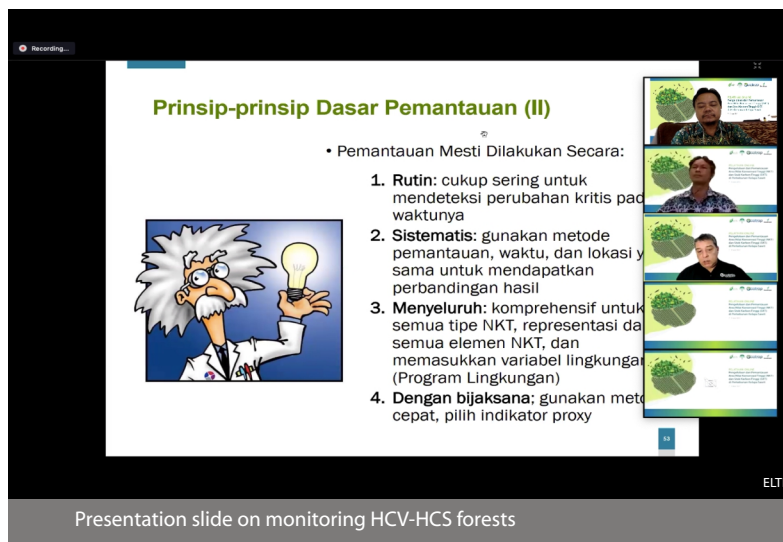 Recording...
Prinsip-prinsip Dasar Pemantauan (II)
• Pemantauan Mesti Dilakukan Secara:
1. Rutin: cukup sering untuk
mendeteksi perubahan kritis pad
waktunya
2. Sistematis: gunakan metode
pemantauan, waktu, dan lokasi y
sama untuk mendapatkan
perbandingan hasil
3. Menyeluruh: komprehensif untuk
semua tipe NKT, representasi da
semua elemen NKT, dan
memasukkan variabel lingkungan
(Program Lingkungan)
4. Dengan bijaksana; gunakan meto
cepat, pilih indikator proxy
53
ELT
Presentation slide on monitoring HCV-HCS forests